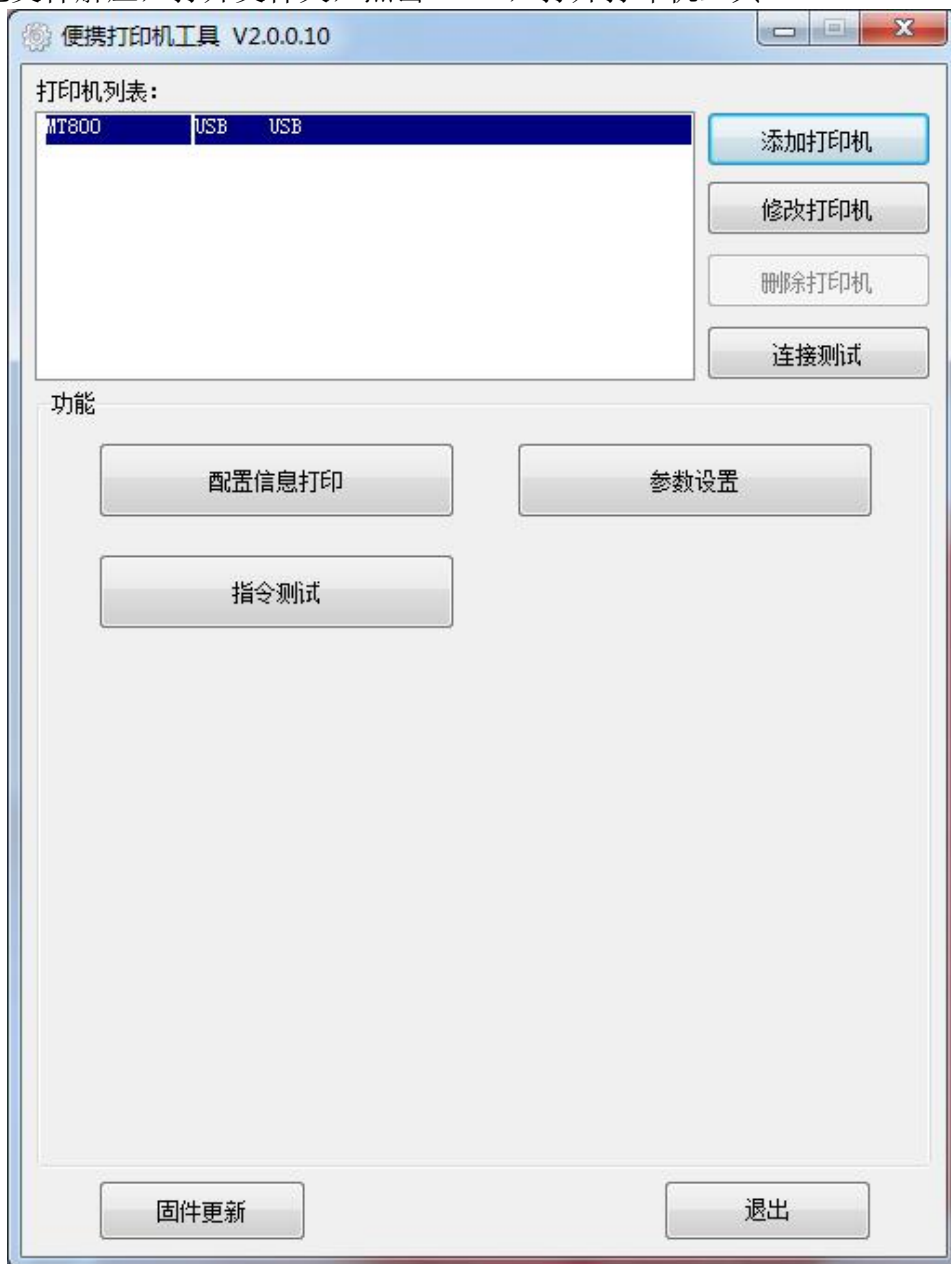 便携打印机工具 V2.0.0.10
打印机列表：
MT800 USB USB
添加打印机
修改打印机
删除打印机
连接测试
功能
配置信息打印
参数设置
指令测试
固件更新
退出